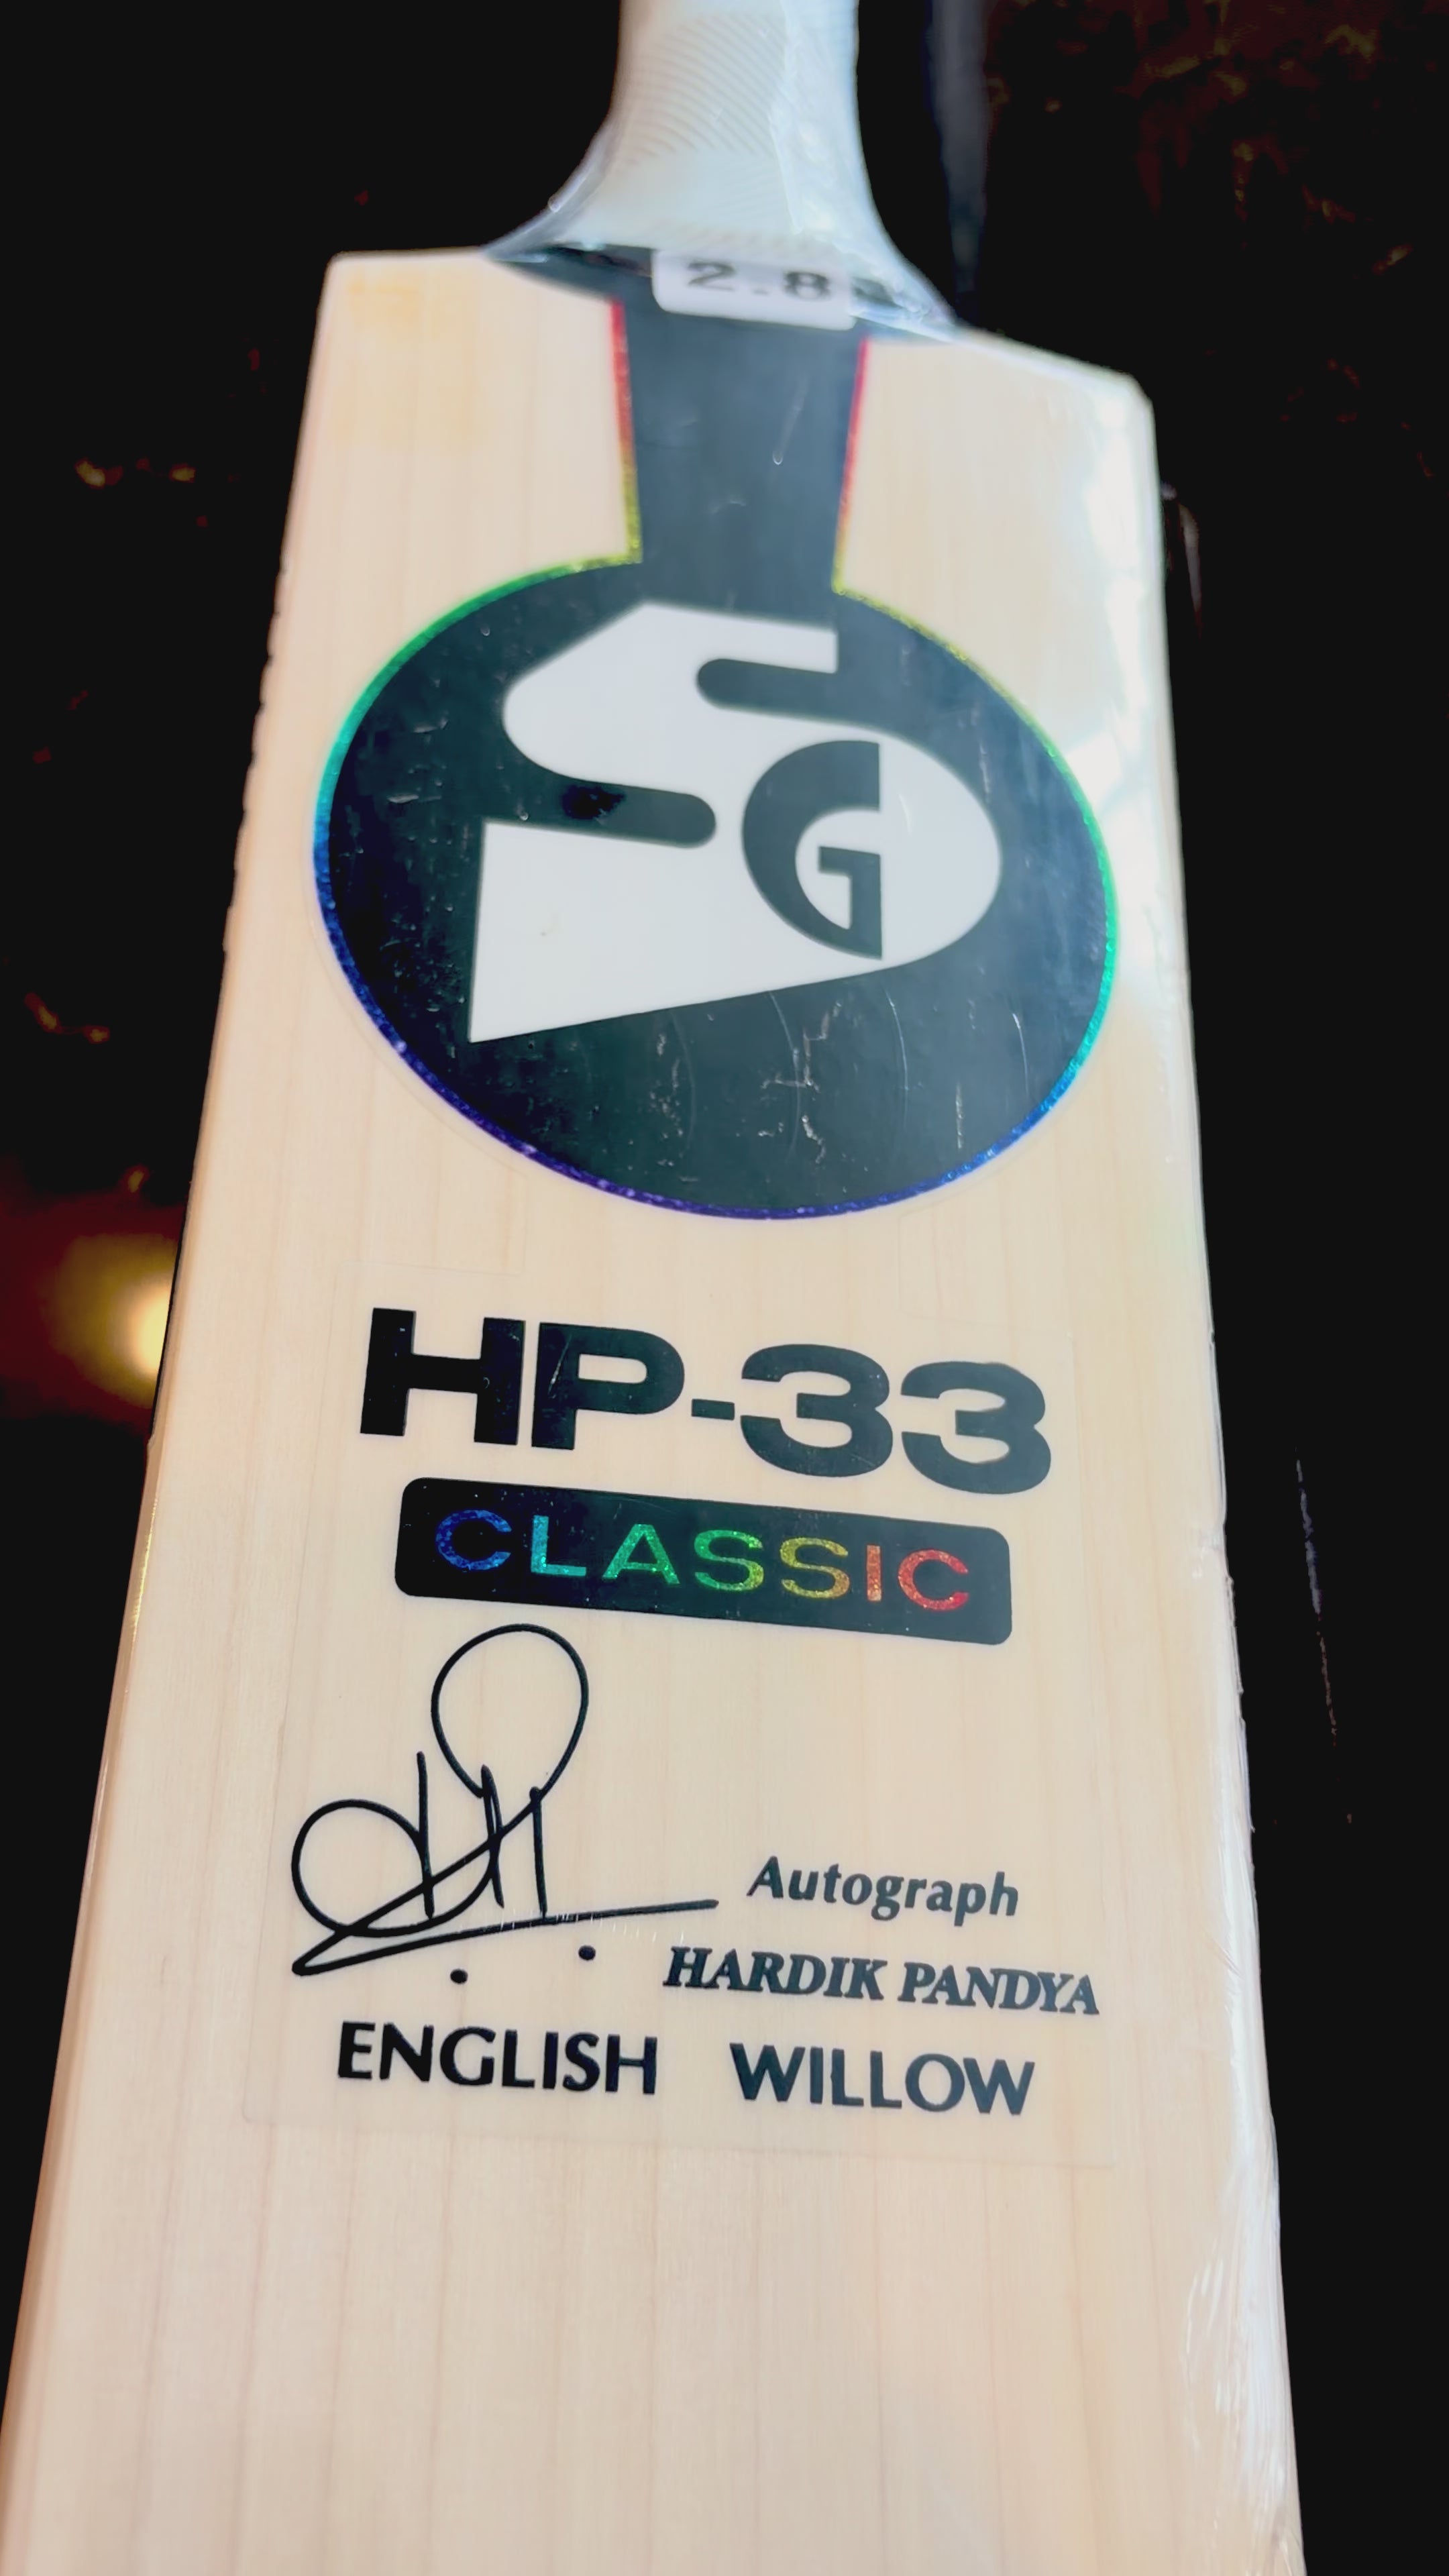 2.8
SG
HP-33
CLASSIC
Autograph
HARDIK PANDYA
ENGLISH WILLOW